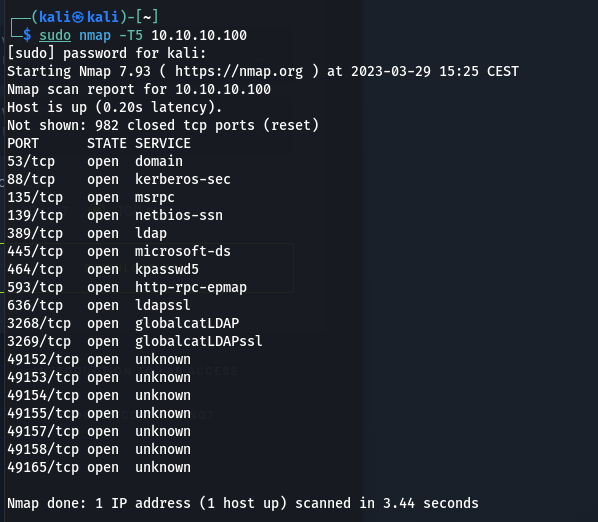 ┌──(kali㉿kali)-[~]
└─$ sudo nmap -T5 10.10.10.100
[sudo] password for kali:
Starting Nmap 7.93 ( https://nmap.org ) at 2023-03-29 15:25 CEST
Nmap scan report for 10.10.10.100
Host is up (0.20s latency).
Not shown: 982 closed tcp ports (reset)
PORT      STATE SERVICE
53/tcp    open  domain
88/tcp    open  kerberos-sec
135/tcp   open  msrpc
139/tcp   open  netbios-ssn
389/tcp   open  ldap
445/tcp   open  microsoft-ds
464/tcp   open  kpasswd5
593/tcp   open  http-rpc-epmap
636/tcp   open  ldapssl
3268/tcp  open  globalcatLDAP
3269/tcp  open  globalcatLDAPssl
49152/tcp open  unknown
49153/tcp open  unknown
49154/tcp open  unknown
49155/tcp open  unknown
49157/tcp open  unknown
49158/tcp open  unknown
49165/tcp open  unknown
Nmap done: 1 IP address (1 host up) scanned in 3.44 seconds